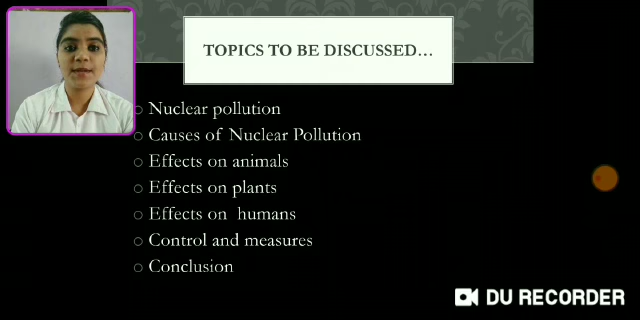 TOPICS TO BE DISCUSSED...
Nuclear pollution
Causes of Nuclear Pollution
Effects on animals
Effects on plants
Effects on humans
Control and measures
Conclusion
DU RECORDER